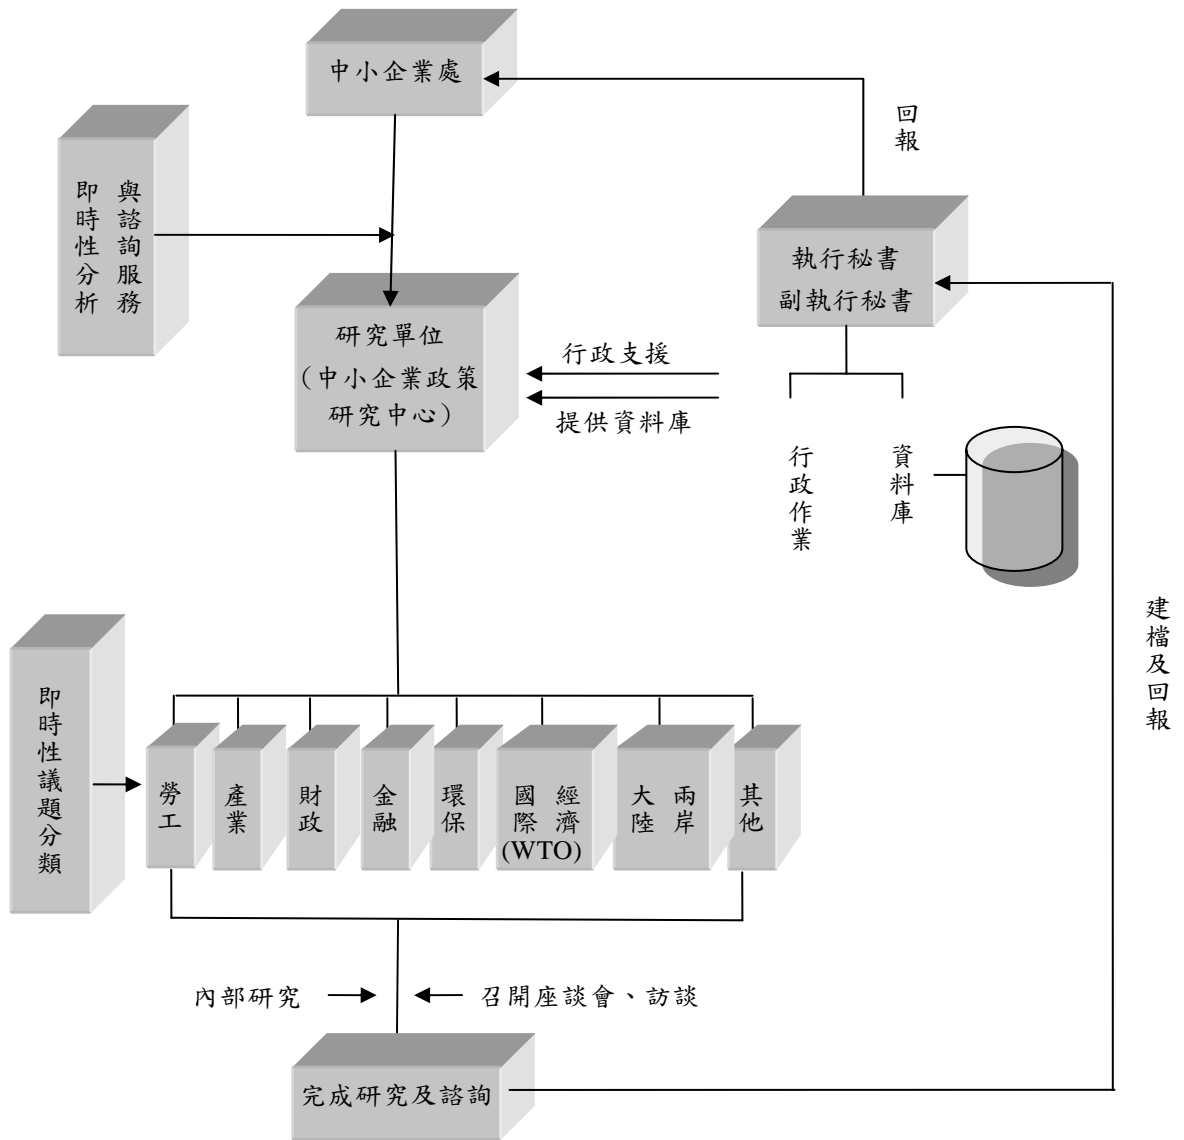 中小企業處
回報
即時性分析
與諮詢服務
執行秘書
副執行秘書
研究單位
（中小企業政策
研究中心）
行政支援
提供資料庫
行政作業
資料庫
建檔及回報
即時性議題分類
勞工
產業
財政
金融
環保
國際
經濟
(WTO)
大陸
兩岸
其他
內部研究
召開座談會、訪談
完成研究及諮詢